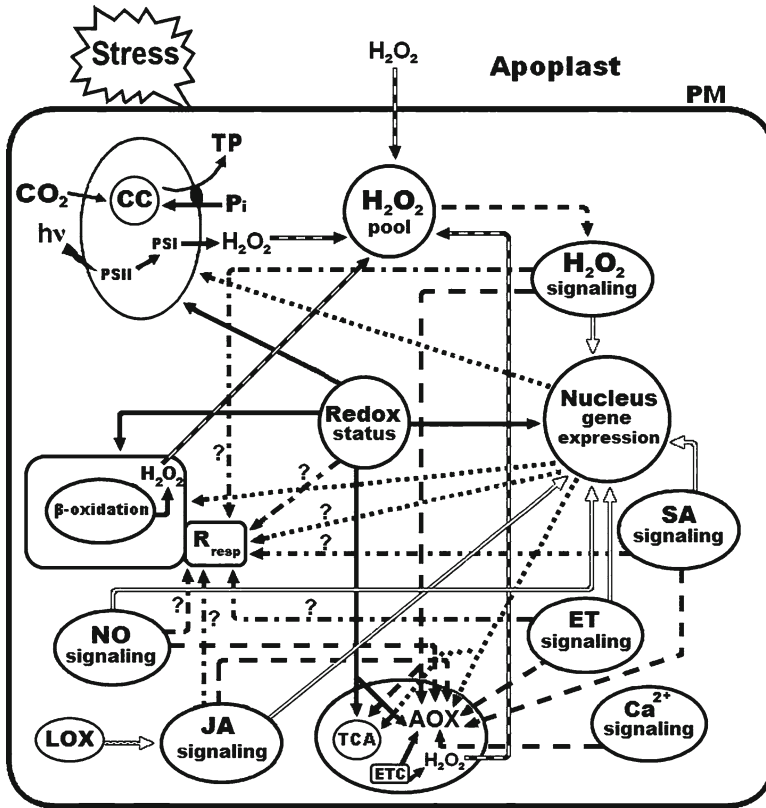 Stress
H₂O₂
Apoplast
PM
TP
CO₂
CC
Pi
H₂O₂
pool
hν
PSI
H₂O₂
PSII
H₂O₂
signaling
Redox
status
Nucleus
gene
expression
?
?
H₂O₂
β-oxidation
?
SA
signaling
R resp
?
?
?
?
NO
signaling
ET
signaling
LOX
JA
signaling
AOX
TCA
Ca²⁺
signaling
ETC
H₂O₂